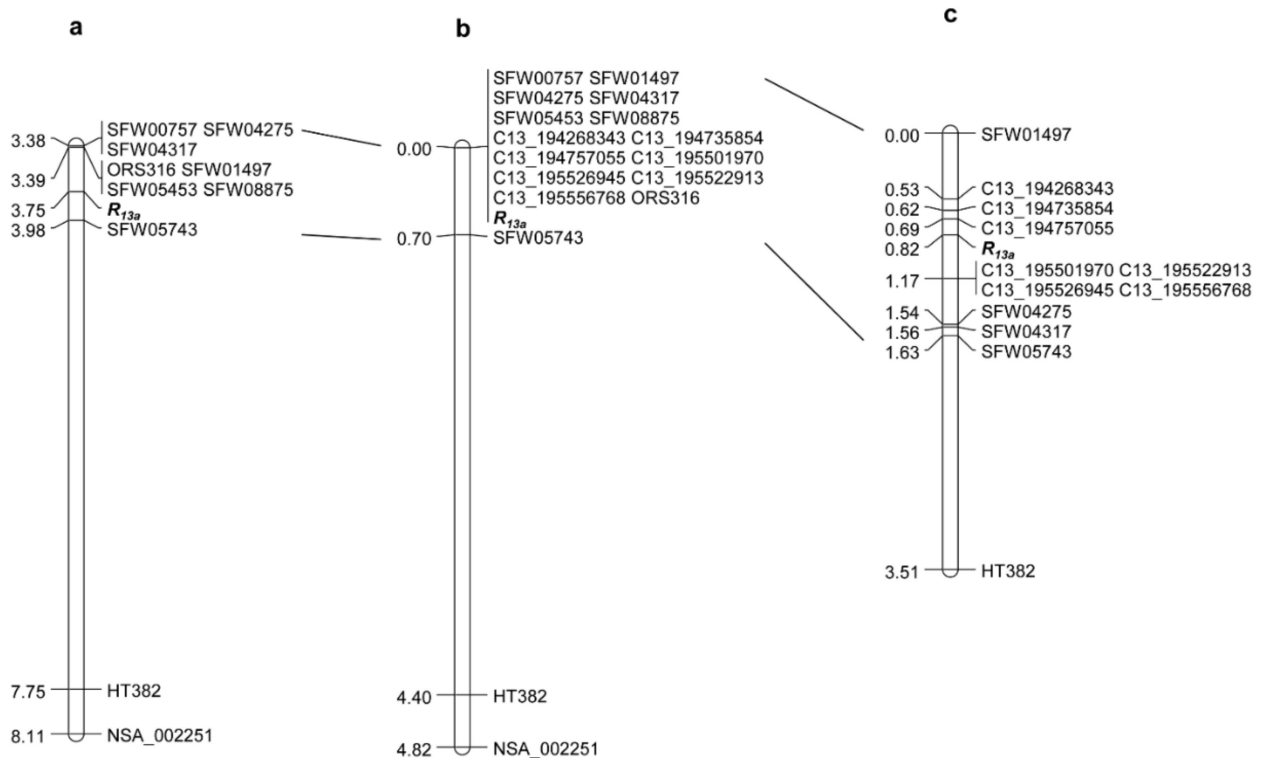 a
3.38 SFW00757 SFW04275
SFW04317
3.39 ORS316 SFW01497
SFW05453 SFW08875
3.75 R13a
3.98 SFW05743
7.75 HT382
8.11 NSA_002251
b
SFW00757 SFW01497
SFW04275 SFW04317
SFW05453 SFW08875
0.00 C13_194268343 C13_194735854
C13_194757055 C13_195501970
C13_195526945 C13_195522913
C13_195556768 ORS316
R13a
0.70 SFW05743
4.40 HT382
4.82 NSA_002251
c
0.00 SFW01497
0.53 C13_194268343
0.62 C13_194735854
0.69 C13_194757055
0.82 R13a
1.17 C13_195501970 C13_195522913
C13_195526945 C13_195556768
1.54 SFW04275
1.56 SFW04317
1.63 SFW05743
3.51 HT382